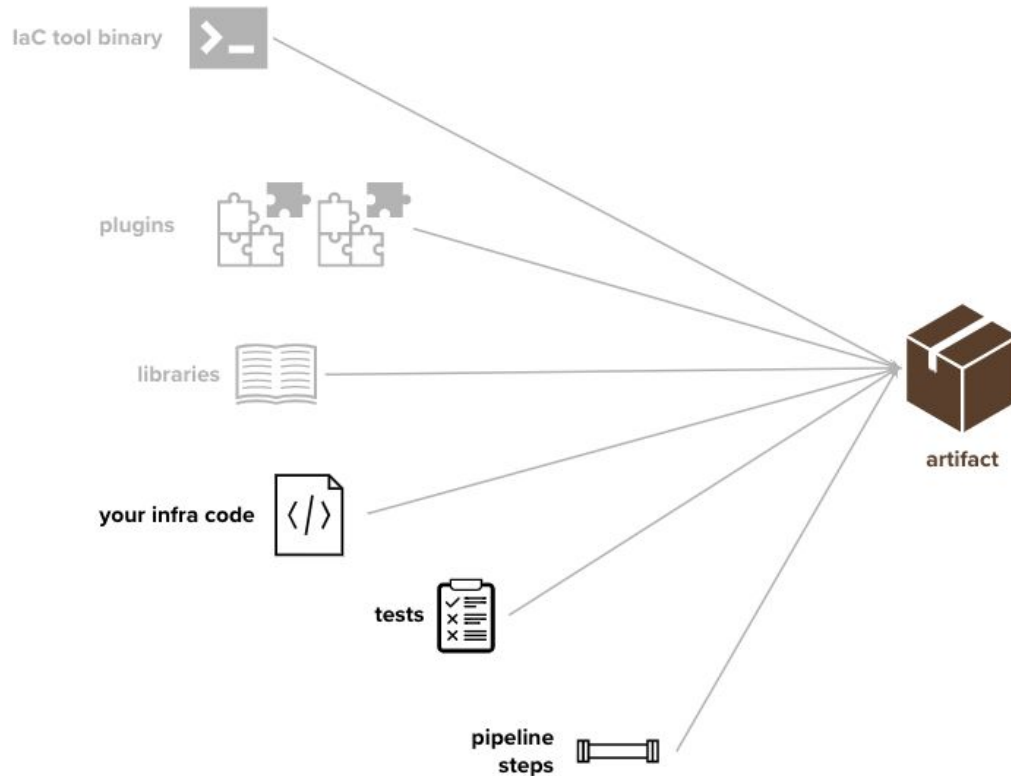 IaC tool binary
plugins
libraries
artifact
your infra code
tests
pipeline
steps